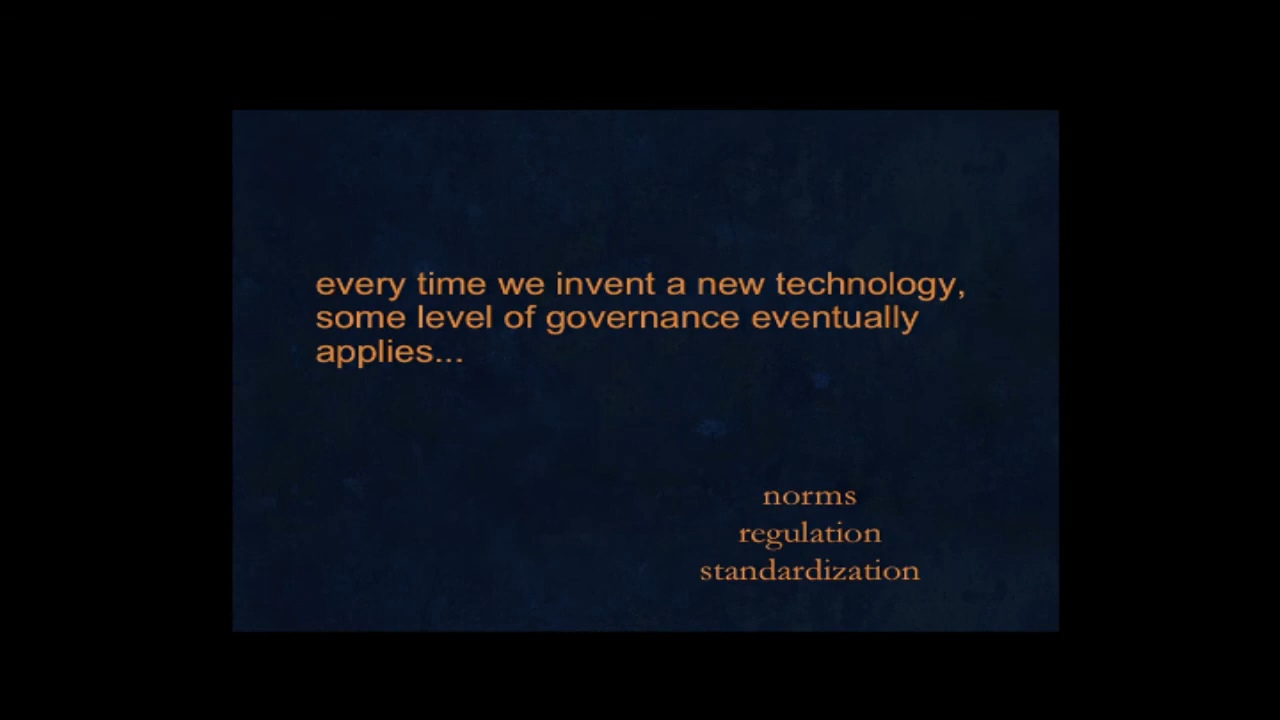 every time we invent a new technology,
some level of governance eventually
applies...
norms
regulation
standardization